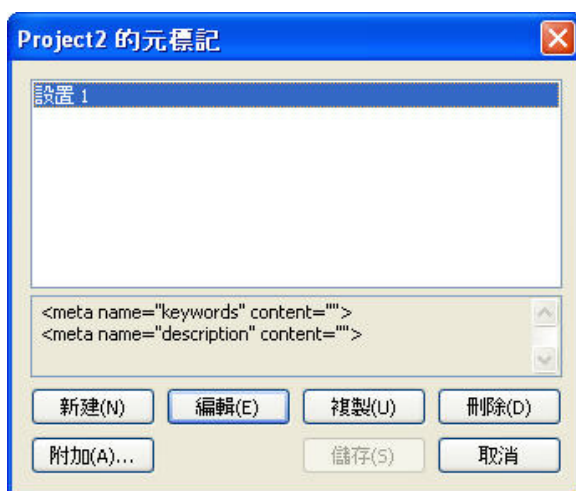 Project2 的元標記
設置 1
<meta name="keywords" content="">
<meta name="description" content="">
新建(N) 編輯(E) 複製(U) 刪除(D)
附加(A)... 儲存(S) 取消